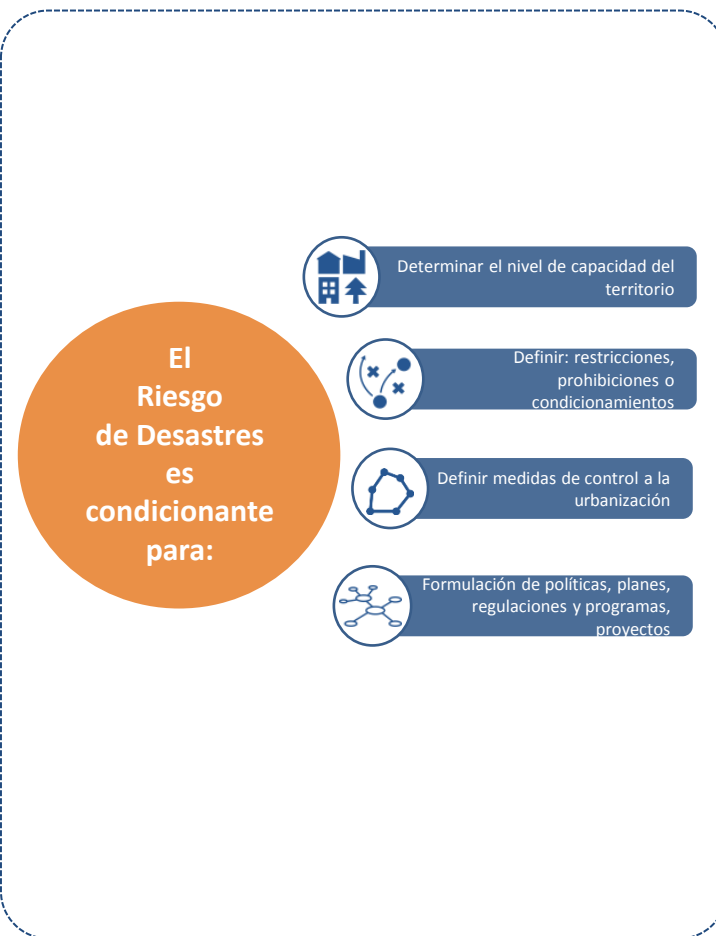 El
Riesgo
de Desastres
es
condicionante
para:
Determinar el nivel de capacidad del
territorio
Definir: restricciones,
prohibiciones o
condicionamientos
Definir medidas de control a la
urbanización
Formulación de políticas, planes,
regulaciones y programas,
proyectos